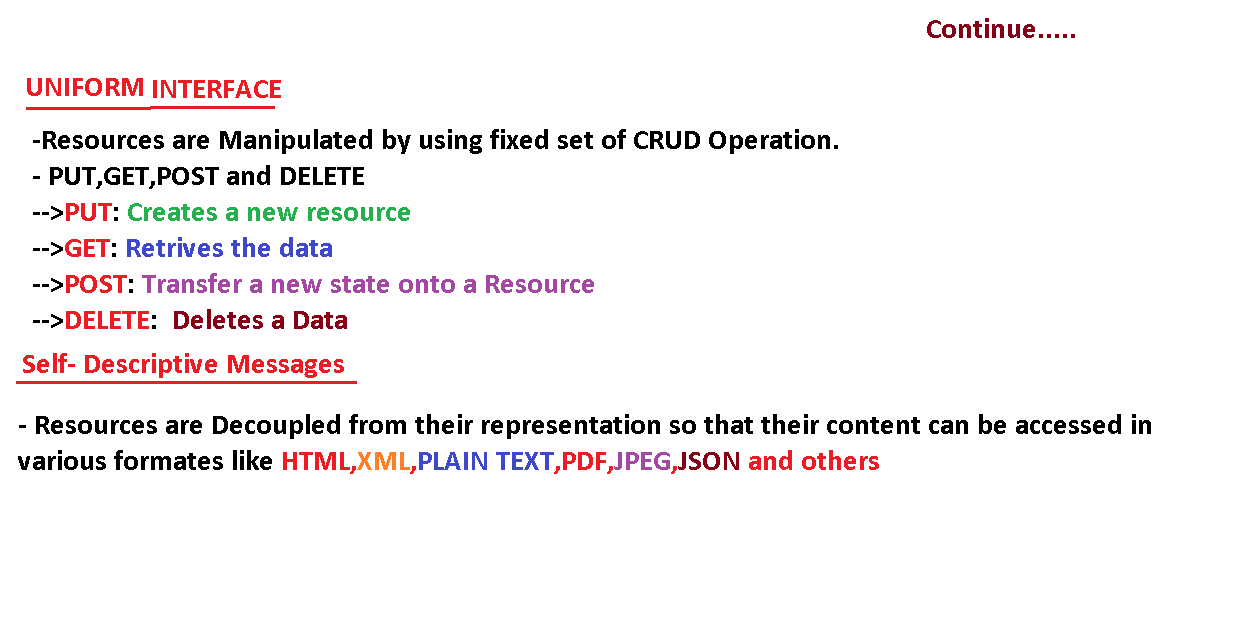 Continue.....
UNIFORM INTERFACE
-Resources are Manipulated by using fixed set of CRUD Operation.
- PUT,GET,POST and DELETE
-->PUT: Creates a new resource
-->GET: Retrives the data
-->POST: Transfer a new state onto a Resource
-->DELETE: Deletes a Data
Self- Descriptive Messages
- Resources are Decoupled from their representation so that their content can be accessed in
various formates like HTML,XML,PLAIN TEXT,PDF,JPEG,JSON and others